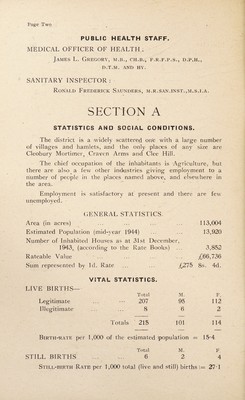 Page Two
PUBLIC HEALTH STAFF.
MEDICAL OFFICER OF HEALTH:
James L. Gregory, M.B., CH.B., F.R.F.P.S., D.P.H.,
D.T.M. AND HY.
SANITARY INSPECTOR :
Ronald Frederick Saunders, M.R.SAN.INST., M.S.I.A.
SECTION A
STATISTICS AND SOCIAL CONDITIONS.
The district is a widely scattered one with a large number
of villages and hamlets, and the only places of any size are
Cleobury Mortimer, Craven Arms and Clee Hill.
The chief occupation of the inhabitants is Agriculture, but
there are also a few other industries giving employment to a
number of people in the places named above, and elsewhere in
the area.
Employment is satisfactory at present and there are few
unemployed.
GENERAL STATISTICS.
Area (in acres) 113,004
Estimated Population (mid-year 1944) 13,920
Number of Inhabited Houses as at 31st December,
1943, (according to the Rate Books) 3,852
Rateable Value £66,736
Sum represented by 1d. Rate £275 8s. 4d.
VITAL STATISTICS.
LIVE BIRTHS—
Total M. F.
Legitimate 207 95 112
Illegitimate 8 6 2
Totals 215 101 114
Birth-rate per 1,000 of the estimated population = 15·4
Total M. F.
STILL BIRTHS 6 2 4
Still-birth Rate per 1,000 total (live and still) births = 27·1